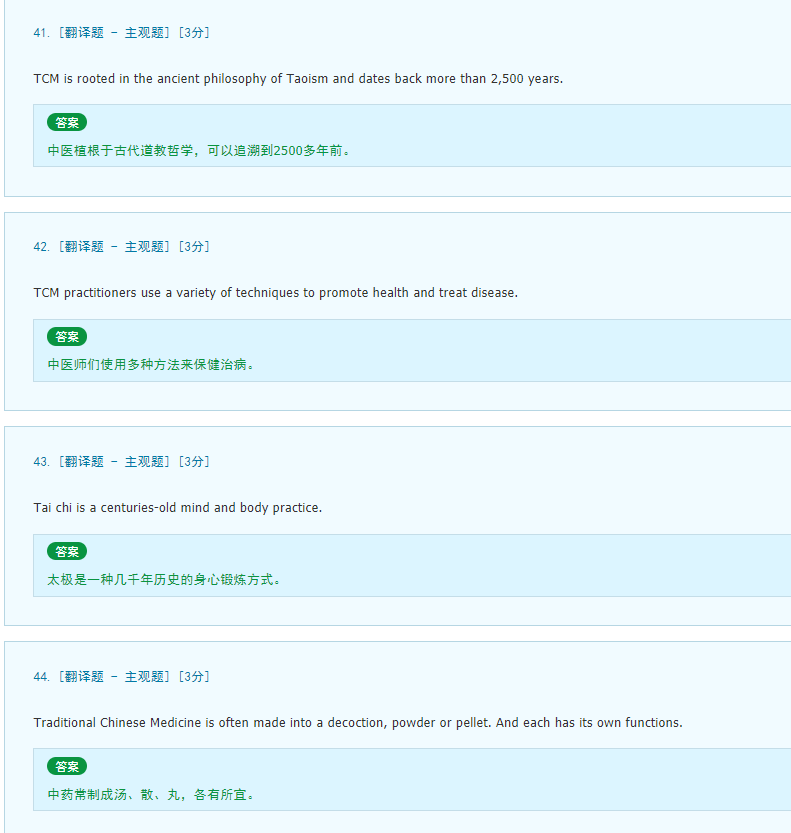 41. [翻译题 - 主观题] [3分]
TCM is rooted in the ancient philosophy of Taoism and dates back more than 2,500 years.
答案
中医植根于古代道教哲学，可以追溯到2500多年前。
42. [翻译题 - 主观题] [3分]
TCM practitioners use a variety of techniques to promote health and treat disease.
答案
中医师们使用多种方法来保健治病。
43. [翻译题 - 主观题] [3分]
Tai chi is a centuries-old mind and body practice.
答案
太极是一种几千年历史的身心锻炼方式。
44. [翻译题 - 主观题] [3分]
Traditional Chinese Medicine is often made into a decoction, powder or pellet. And each has its own functions.
答案
中药常制成汤、散、丸，各有所宜。